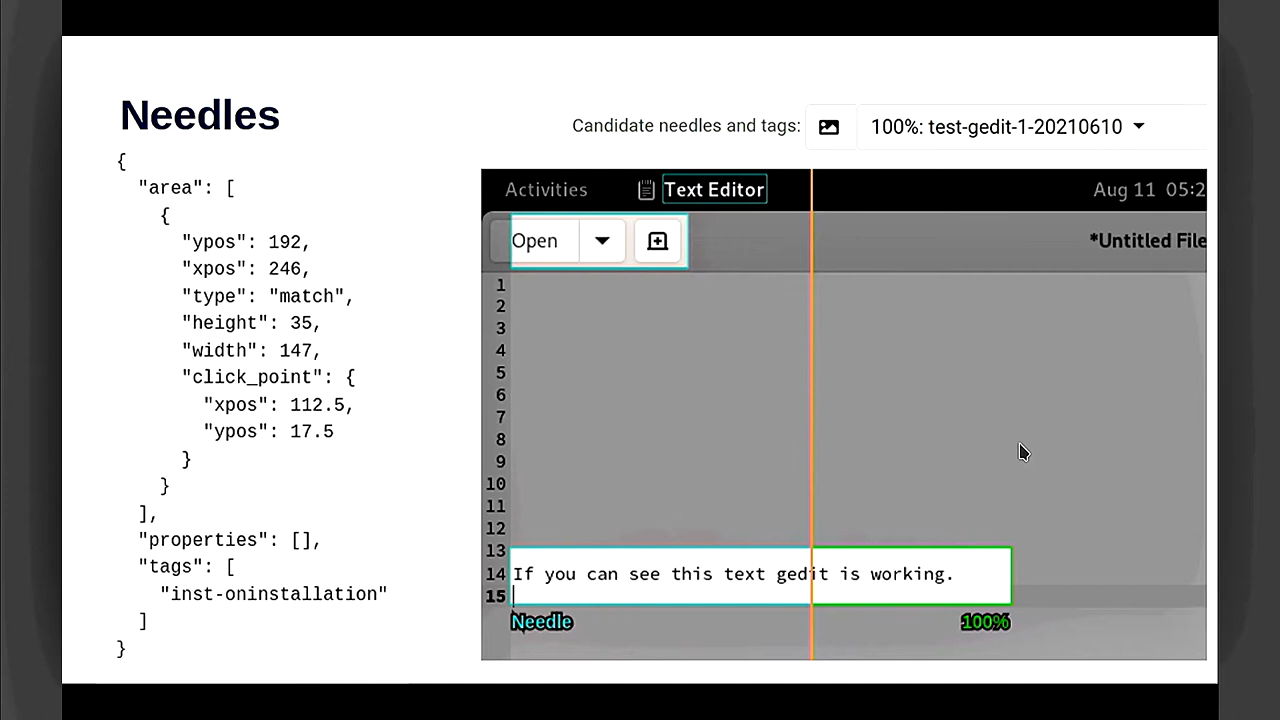 Needles
{
"area": [
{
"ypos": 192,
"xpos": 246,
"type": "match",
"height": 35,
"width": 147,
"click_point": {
"xpos": 112.5,
"ypos": 17.5
}
}
],
"properties": [],
"tags": [
"inst-oninstallation"
]
}
Candidate needles and tags: 100%: test-gedit-1-20210610
Activities Text Editor Aug 11 05:2
Open *Untitled File
1
2
3
4
5
6
7
8
9
10
11
12
13
14 If you can see this text gedit is working.
15
Needle 100%